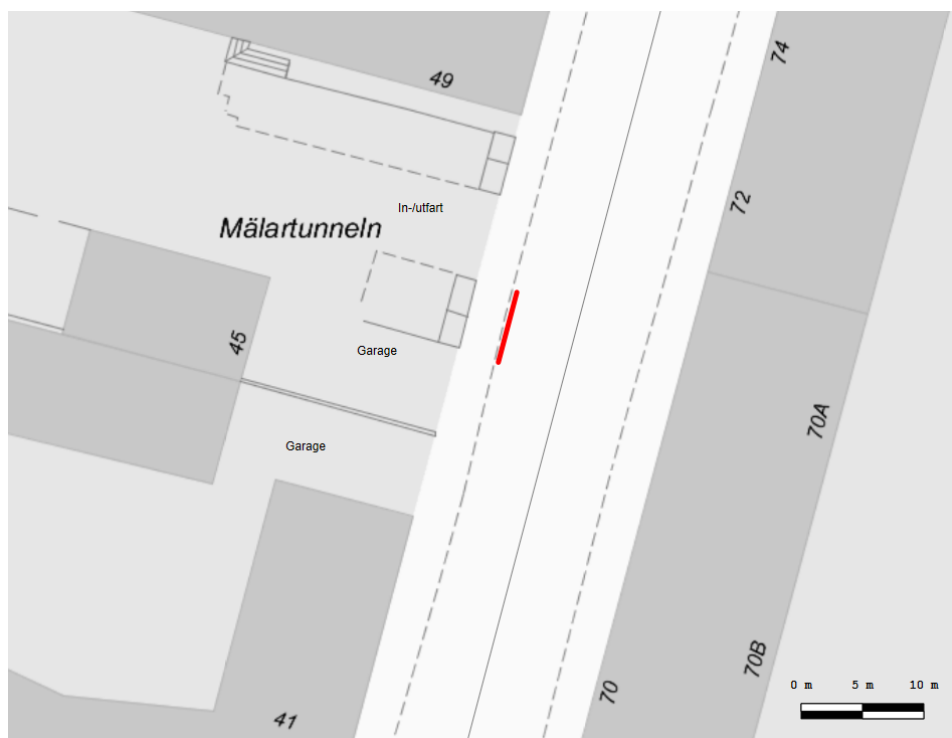 74
49
72
In-/utfart
Mälartunneln
45
Garage
70A
Garage
70B
0 m 5 m 10 m
70
41